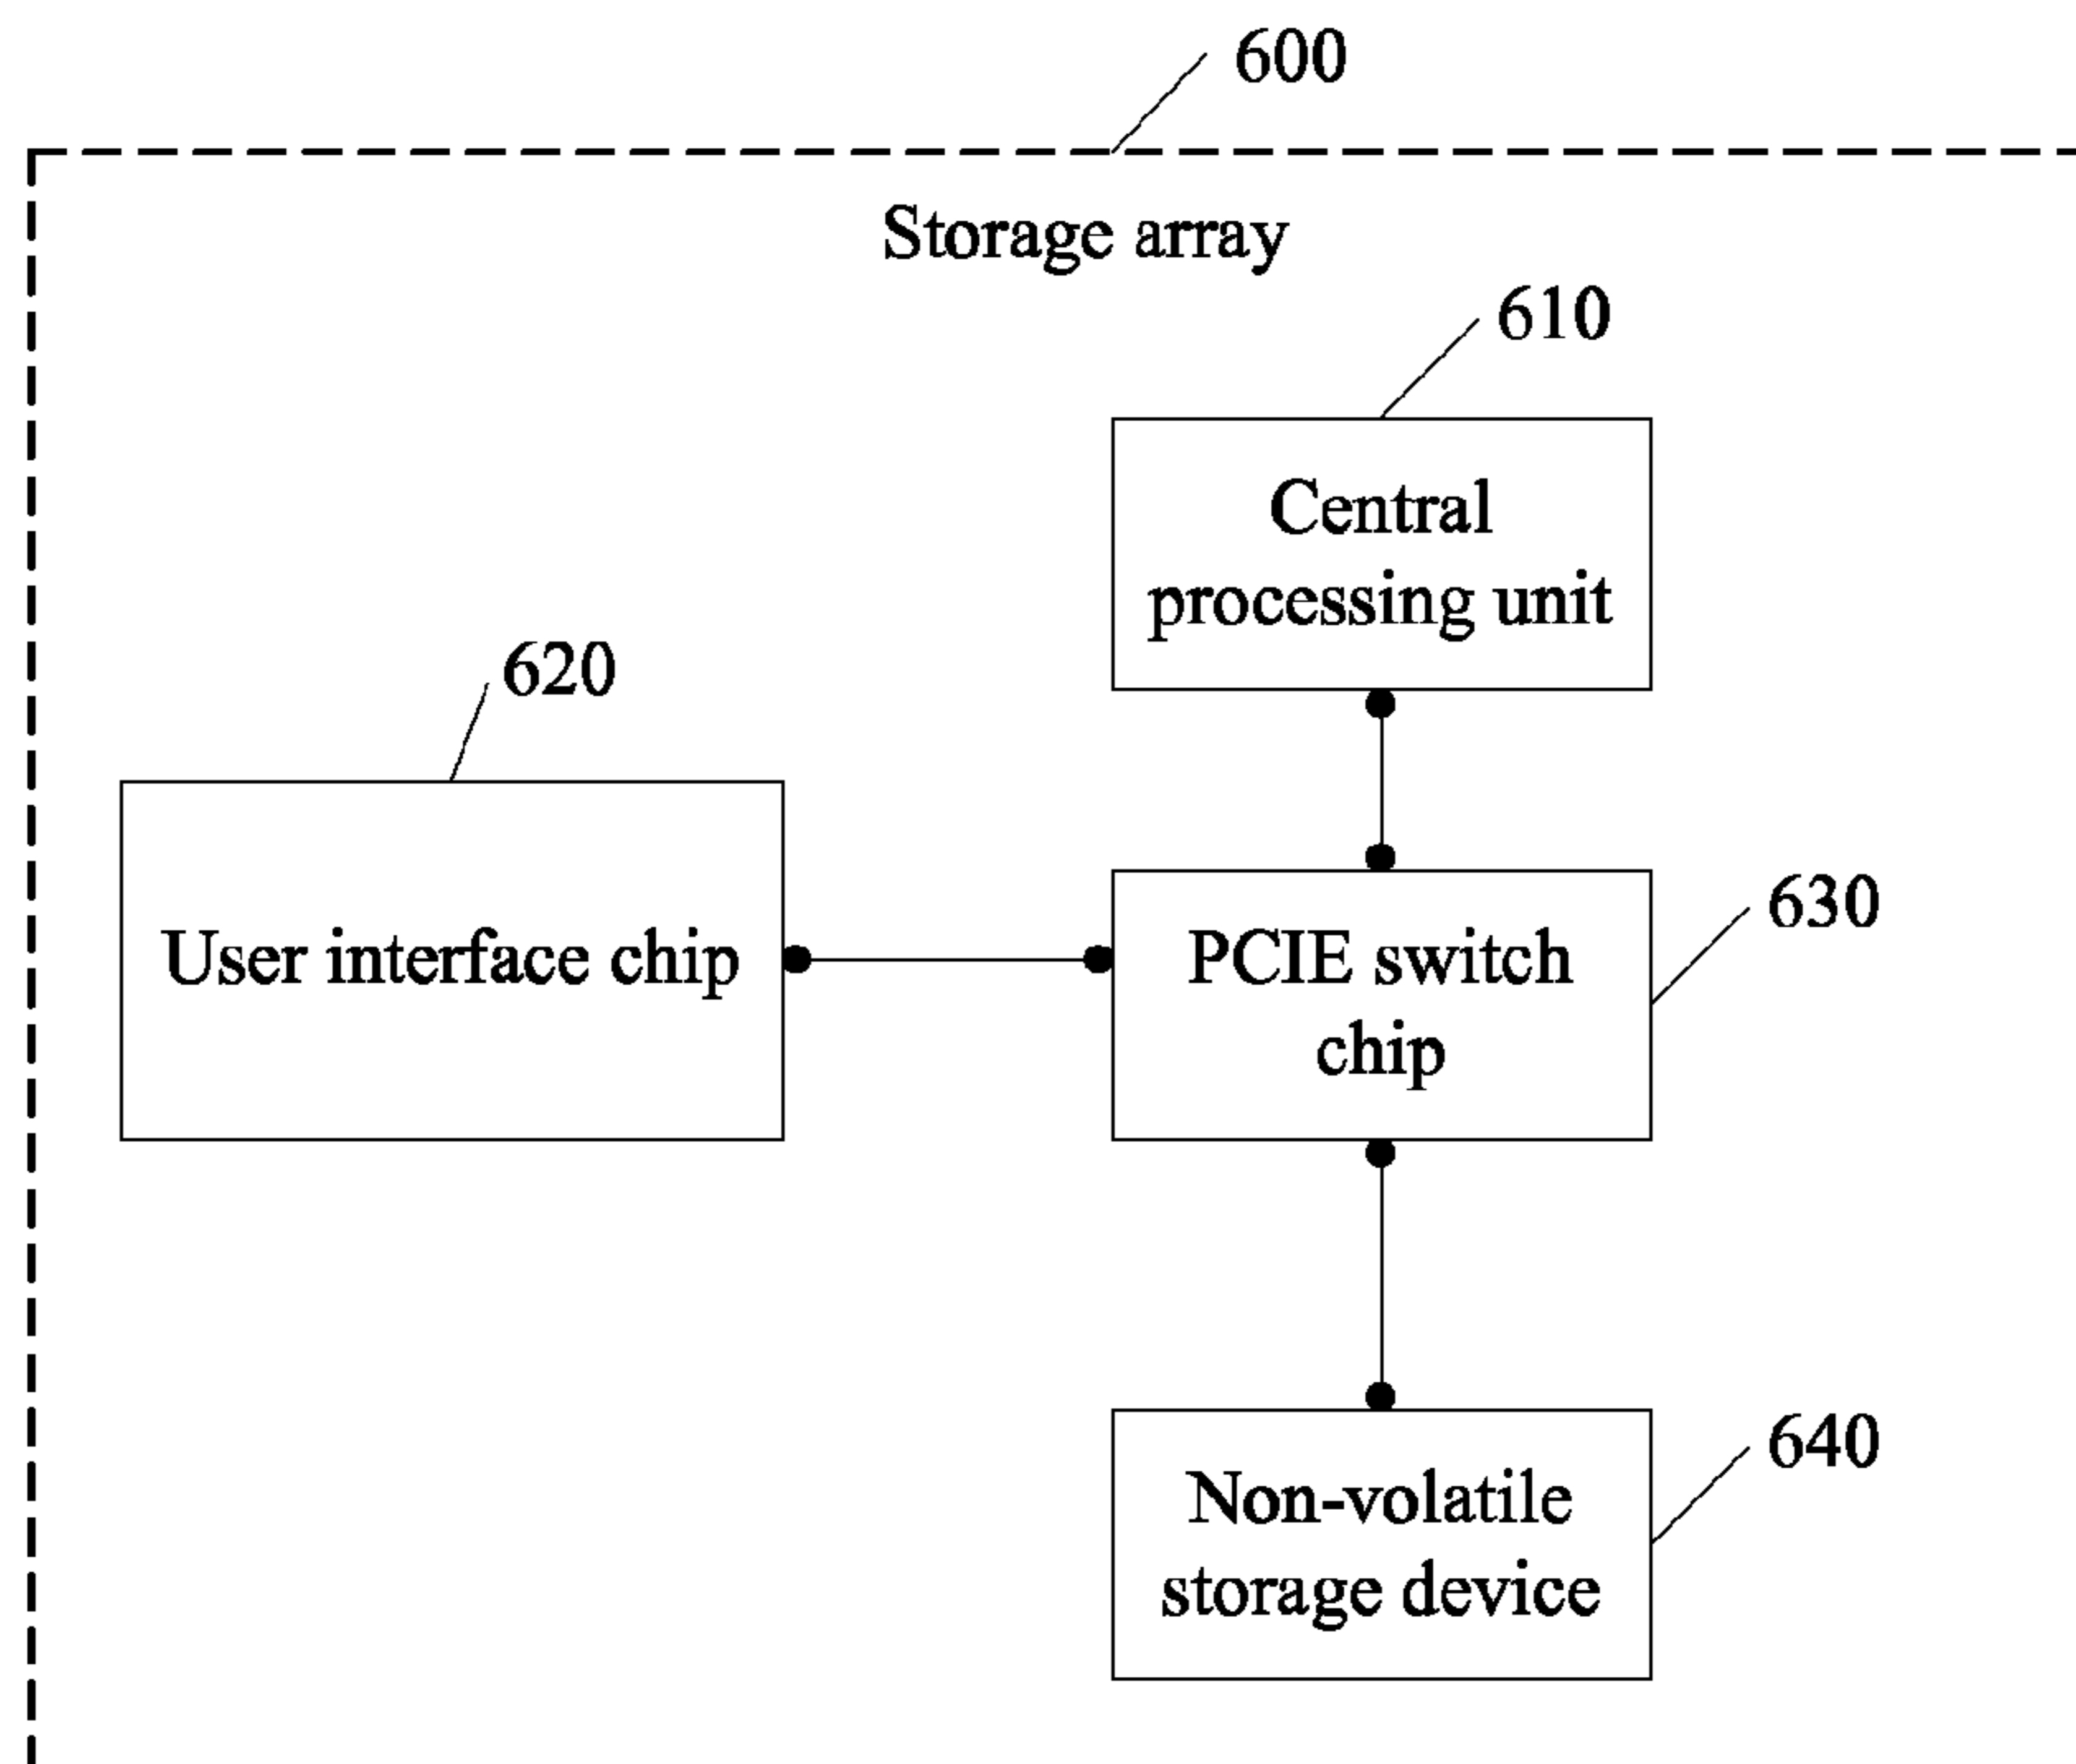 600
Storage array
610
Central
processing unit
620
User interface chip
630
PCIE switch
chip
640
Non-volatile
storage device